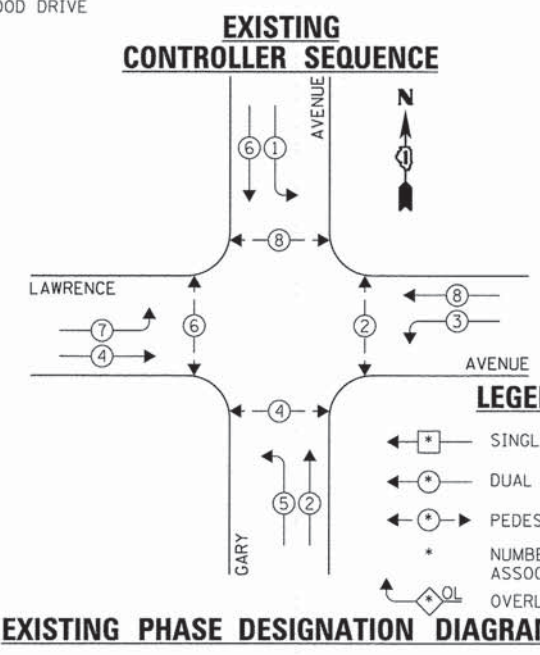 OOD DRIVE
EXISTING
CONTROLLER SEQUENCE
AVENUE
N
6 1
8
LAWRENCE
8
7
6
2
3
4
AVENUE
4
LEGE
* SINGL
* DUAL
5 2
* PEDES
* NUMBE
ASSOC
GARY
* OL OVERL
EXISTING PHASE DESIGNATION DIAGRAM